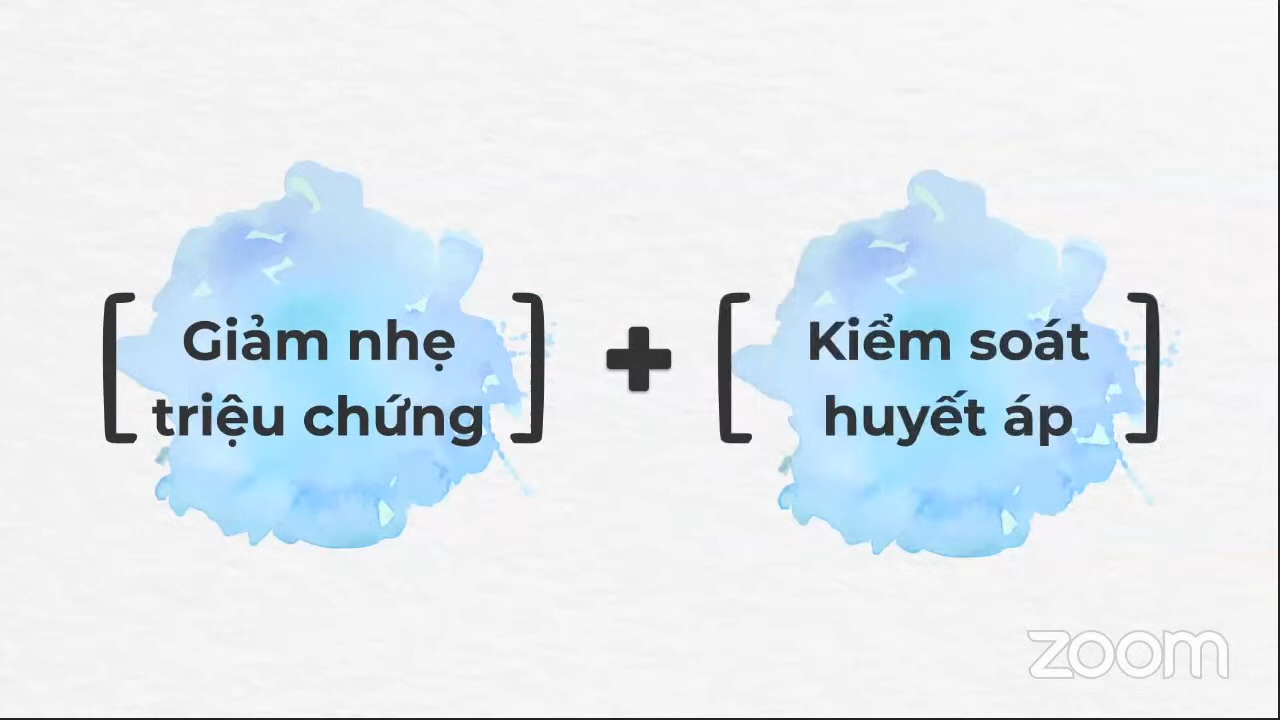 Giảm nhẹ
triệu chứng
Kiểm soát
huyết áp
zoom